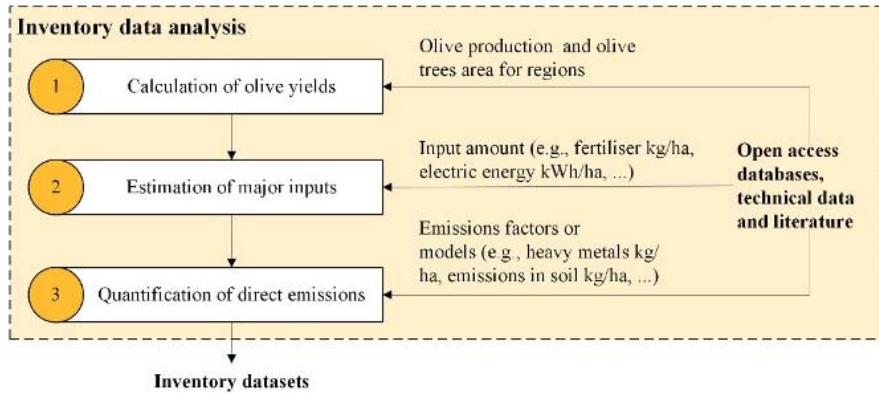 Inventory data analysis
Olive production and olive
trees area for regions
1
Calculation of olive yields
Input amount (e.g., fertiliser kg/ha,
electric energy kWh/ha, ...)
2
Estimation of major inputs
Open access
databases,
technical data
and literature
Emissions factors or
models (e.g., heavy metals kg/
ha, emissions in soil kg/ha, ...)
3
Quantification of direct emissions
Inventory datasets